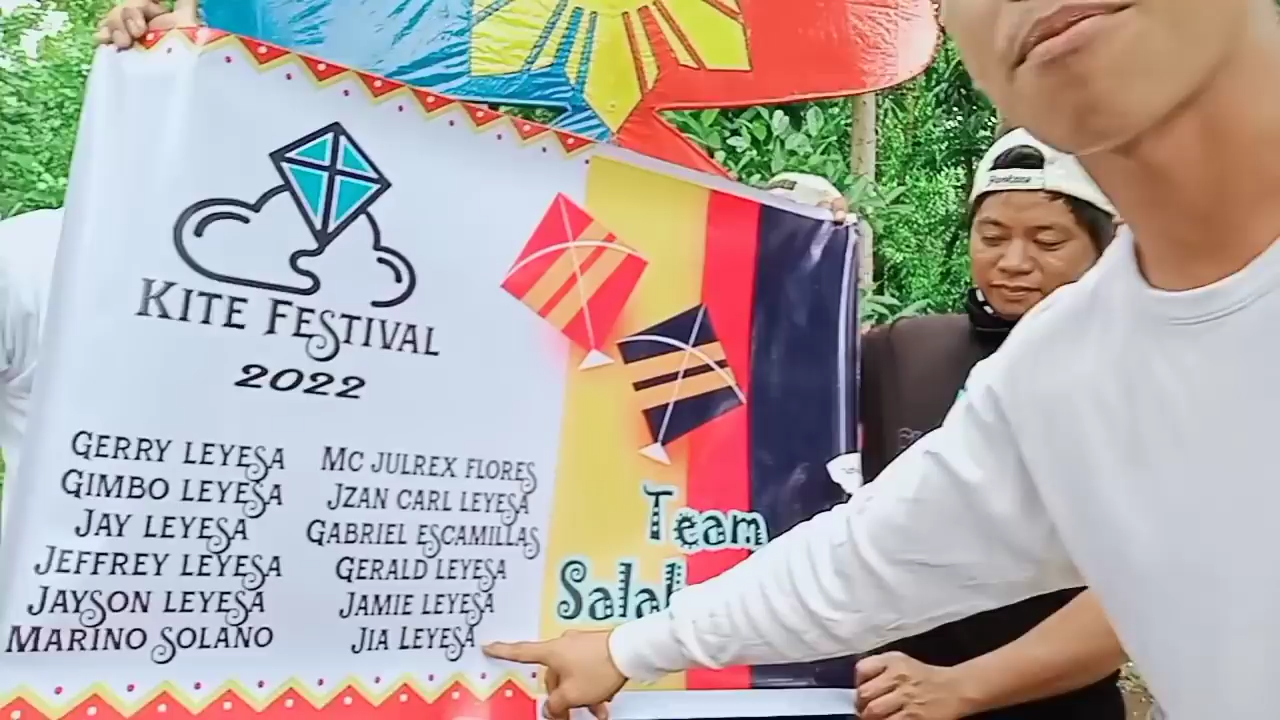 KITE FESTIVAL
2022
GERRY LEYESA
GIMBO LEYESA
JAY LEYESA
JEFFREY LEYESA
JAYSON LEYESA
MARINO SOLANO
MC JULREX FLORES
JZAN CARL LEYESA
GABRIEL ESCAMILLAS
GERALD LEYESA
JAMIE LEYESA
JIA LEYESA
Team